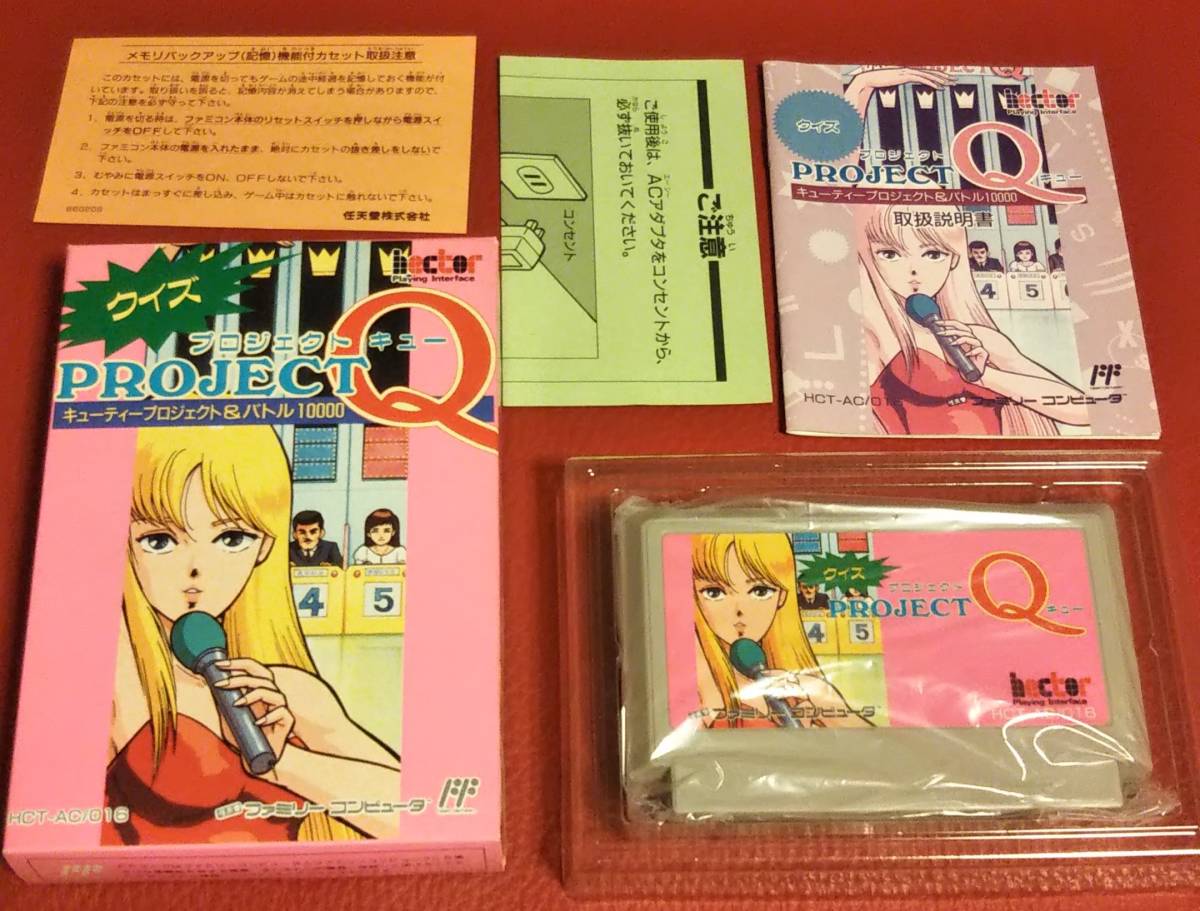 メモリバックアップ(記憶)機能付カセット取扱注意
このカセットには、電源を切ってもゲームの途中経過を記憶しておく機能が付
いています。取り扱いを誤ると、記憶内容が消えてしまう場合がありますので、
下記の注意を必ず守って下さい。
1. 電源を切る時は、ファミコン本体のリセットスイッチを押しながら電源スイ
ッチをOFFして下さい。
2. ファミコン本体の電源を入れたまま、絶対にカセットの抜き差しをしないで
下さい。
3. むやみに電源スイッチをON、OFFしないで下さい。
4. カセットはまっすぐに差し込み、ゲーム中はカセットに触れないで下さい。
任天堂株式会社
ご注意
ご使用後は、ACアダプタをコンセントから、
必ず抜いておいてください。
コンセント
hector
Playing Interface
クイズ
プロジェクト
PROJECT Q
キュー
キューティープロジェクト&バトル10000
取扱説明書
4 5 6
HCT-AC/016
ファミリー コンピュータ
hector
Playing Interface
クイズ
プロジェクト キュー
PROJECT Q
キューティープロジェクト&バトル10000
4 5
HCT-AC/016
ファミリー コンピュータ
クイズ
プロジェクト
PROJECT Q
キュー
4 5
hector
Playing Interface
ファミリー コンピュータ
HCT-AC/016